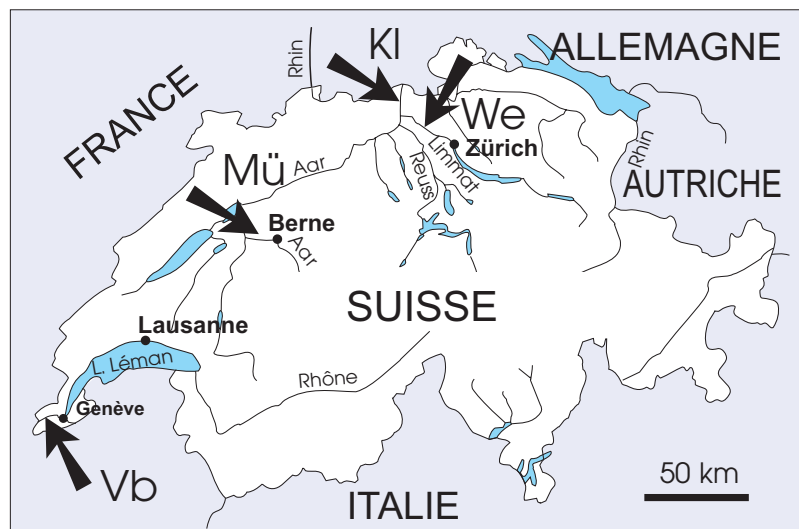 Kl
ALLEMAGNE
Rhin
FRANCE
We
Zürich
Limmat
Rhin
Mü
Aar
Reuss
AUTRICHE
Berne
Aar
SUISSE
Lausanne
L. Léman
Rhône
Genève
50 km
Vb
ITALIE